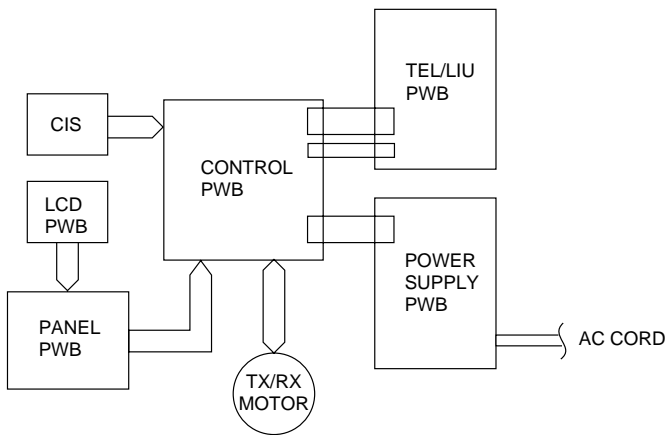 TEL/LIU
PWB
CIS
CONTROL
PWB
LCD
PWB
POWER
SUPPLY
PWB
PANEL
PWB
AC CORD
TX/RX
MOTOR